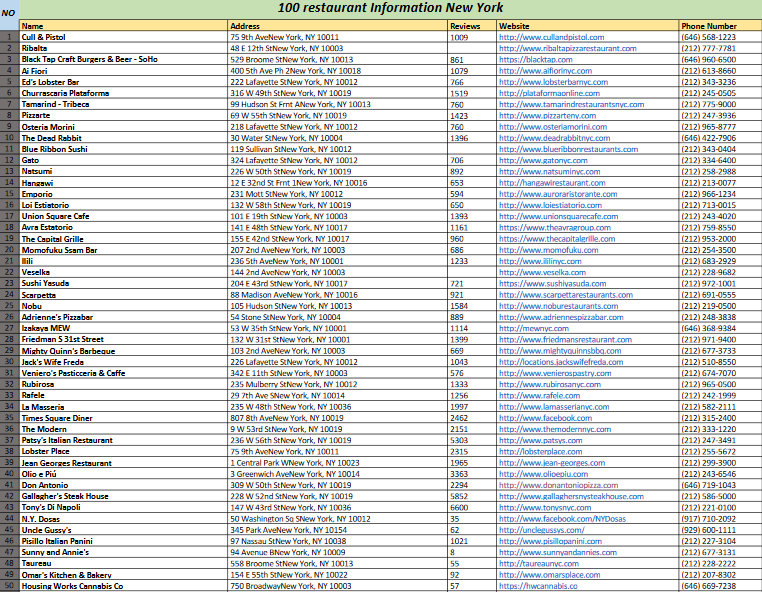 100 restaurant Information New York
NO
Name Address Reviews Website Phone Number
1 Cull & Pistol 75 9th AveNew York, NY 10011 1009 http://www.cullandpistol.com (646) 568-1223
2 Ribalta 48 E 12th StNew York, NY 10003 http://www.ribaltapizzarestaurant.com (212) 777-7781
3 Black Tap Craft Burgers & Beer - SoHo 529 Broome StNew York, NY 10013 861 https://blacktap.com (646) 960-6500
4 Ai Fiori 400 5th Ave Ph 2New York, NY 10018 1079 http://www.aifiorinyc.com (212) 613-8660
5 Ed's Lobster Bar 222 Lafayette StNew York, NY 10012 766 http://www.lobsterbarnyc.com (212) 343-3236
6 Churrascaria Plataforma 316 W 49th StNew York, NY 10019 1519 http://plataformaonline.com (212) 245-0505
7 Tamarind - Tribeca 99 Hudson St Frnt ANew York, NY 10013 760 http://www.tamarindrestaurantsnyc.com (212) 775-9000
8 Pizzarte 69 W 55th StNew York, NY 10019 1423 http://www.pizzarteny.com (212) 247-3936
9 Osteria Morini 218 Lafayette StNew York, NY 10012 760 http://www.osteriamorini.com (212) 965-8777
10 The Dead Rabbit 30 Water StNew York, NY 10004 1396 http://www.deadrabbitnyc.com (646) 422-7906
11 Blue Ribbon Sushi 119 Sullivan StNew York, NY 10012 http://www.blueribbonrestaurants.com (212) 343-0404
12 Gato 324 Lafayette StNew York, NY 10012 706 http://www.gatonyc.com (212) 334-6400
13 Natsumi 226 W 50th StNew York, NY 10019 892 http://www.natsuminyc.com (212) 258-2988
14 Hangawi 12 E 32nd St Frnt 1New York, NY 10016 653 http://hangawirestaurant.com (212) 213-0077
15 Emporio 231 Mott StNew York, NY 10012 594 http://www.auroraristorante.com (212) 966-1234
16 Loi Estiatorio 132 W 58th StNew York, NY 10019 650 http://www.loiestiatorio.com (212) 713-0015
17 Union Square Cafe 101 E 19th StNew York, NY 10003 1393 http://www.unionsquarecafe.com (212) 243-4020
18 Avra Estatorio 141 E 48th StNew York, NY 10017 1161 https://www.theavragroup.com (212) 759-8550
19 The Capital Grille 155 E 42nd StNew York, NY 10017 960 https://www.thecapitalgrille.com (212) 953-2000
20 Momofuku Ssam Bar 207 2nd AveNew York, NY 10003 686 http://www.momofuku.com (212) 254-3500
21 Ilili 236 5th AveNew York, NY 10001 1233 http://www.ililinyc.com (212) 683-2929
22 Veselka 144 2nd AveNew York, NY 10003 http://www.veselka.com (212) 228-9682
23 Sushi Yasuda 204 E 43rd StNew York, NY 10017 721 https://www.sushiyasuda.com (212) 972-1001
24 Scarpetta 88 Madison AveNew York, NY 10016 921 http://www.scarpettarestaurants.com (212) 691-0555
25 Nobu 105 Hudson StNew York, NY 10013 1584 http://www.noburestaurants.com (212) 219-0500
26 Adrienne's Pizzabar 54 Stone StNew York, NY 10004 889 http://www.adriennespizzabar.com (212) 248-3838
27 Izakaya MEW 53 W 35th StNew York, NY 10001 1114 http://mewnyc.com (646) 368-9384
28 Friedman S 31st Street 132 W 31st StNew York, NY 10001 1399 http://www.friedmansrestaurant.com (212) 971-9400
29 Mighty Quinn's Barbeque 103 2nd AveNew York, NY 10003 669 http://www.mightyquinnsbbq.com (212) 677-3733
30 Jack's Wife Freda 226 Lafayette StNew York, NY 10012 1043 http://locations.jackswifefreda.com (212) 510-8550
31 Veniero's Pasticceria & Caffe 342 E 11th StNew York, NY 10003 576 http://www.venierospastry.com (212) 674-7070
32 Rubirosa 235 Mulberry StNew York, NY 10012 1333 http://www.rubirosanyc.com (212) 965-0500
33 Rafele 29 7th Ave SNew York, NY 10014 1256 http://www.rafele.com (212) 242-1999
34 La Masseria 235 W 48th StNew York, NY 10036 1997 http://www.lamasserianyc.com (212) 582-2111
35 Times Square Diner 807 8th AveNew York, NY 10019 2462 http://www.facebook.com (212) 315-2400
36 The Modern 9 W 53rd StNew York, NY 10019 2151 http://www.themodernnyc.com (212) 333-1220
37 Patsy's Italian Restaurant 236 W 56th StNew York, NY 10019 5303 http://www.patsys.com (212) 247-3491
38 Lobster Place 75 9th AveNew York, NY 10011 2315 http://lobsterplace.com (212) 255-5672
39 Jean Georges Restaurant 1 Central Park WNew York, NY 10023 1965 http://www.jean-georges.com (212) 299-3900
40 Olio e Piú 3 Greenwich AveNew York, NY 10014 3363 http://www.olioepiu.com (212) 243-6546
41 Don Antonio 309 W 50th StNew York, NY 10019 2294 http://www.donantoniopizza.com (646) 719-1043
42 Gallagher's Steak House 228 W 52nd StNew York, NY 10019 5852 http://www.gallaghersnysteakhouse.com (212) 586-5000
43 Tony's Di Napoli 147 W 43rd StNew York, NY 10036 6600 http://www.tonysnyc.com (212) 221-0100
44 N.Y. Dosas 50 Washington Sq SNew York, NY 10012 35 http://www.facebook.com/NYDosas (917) 710-2092
45 Uncle Gussy's 345 Park AveNew York, NY 10154 62 http://unclegussys.com/ (929) 600-1111
46 Pisillo Italian Panini 97 Nassau StNew York, NY 10038 1021 http://www.pisillopanini.com (212) 227-3104
47 Sunny and Annie's 94 Avenue BNew York, NY 10009 8 http://www.sunnyandannies.com (212) 677-3131
48 Taureau 558 Broome StNew York, NY 10013 55 http://taureaunyc.com (212) 228-2222
49 Omar's Kitchen & Bakery 154 E 55th StNew York, NY 10022 92 http://www.omarsplace.com (212) 207-8302
50 Housing Works Cannabis Co 750 BroadwayNew York, NY 10003 57 https://hwcannabis.co (646) 669-7238